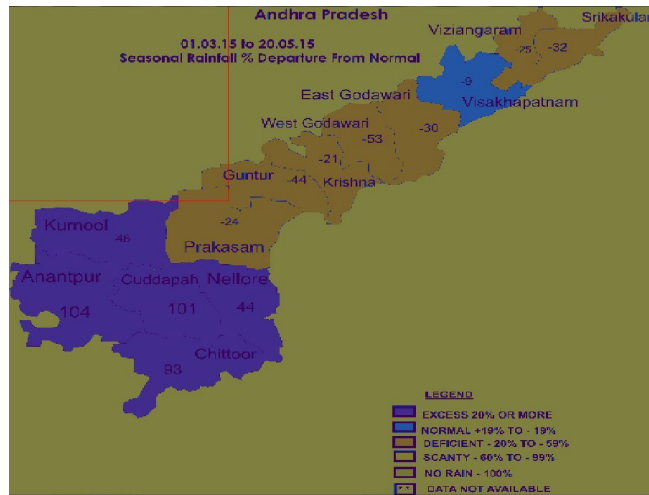 Andhra Pradesh
Srikakulam
01.03.15 to 20.05.15
Seasonal Rainfall % Departure From Normal
Viziangaram
-25
-32
-9
East Godawari
Visakhapatnam
West Godawari
-53
-30
-21
Guntur
-44
Krishna
-24
Kurnool
46
Prakasam
Anantpur
Cuddapah
Nellore
104
101
44
Chittoor
93
LEGEND
EXCESS 20% OR MORE
NORMAL +19% TO - 19%
DEFICIENT - 20% TO - 59%
SCANTY - 60% TO - 99%
NO RAIN - 100%
** DATA NOT AVAILABLE